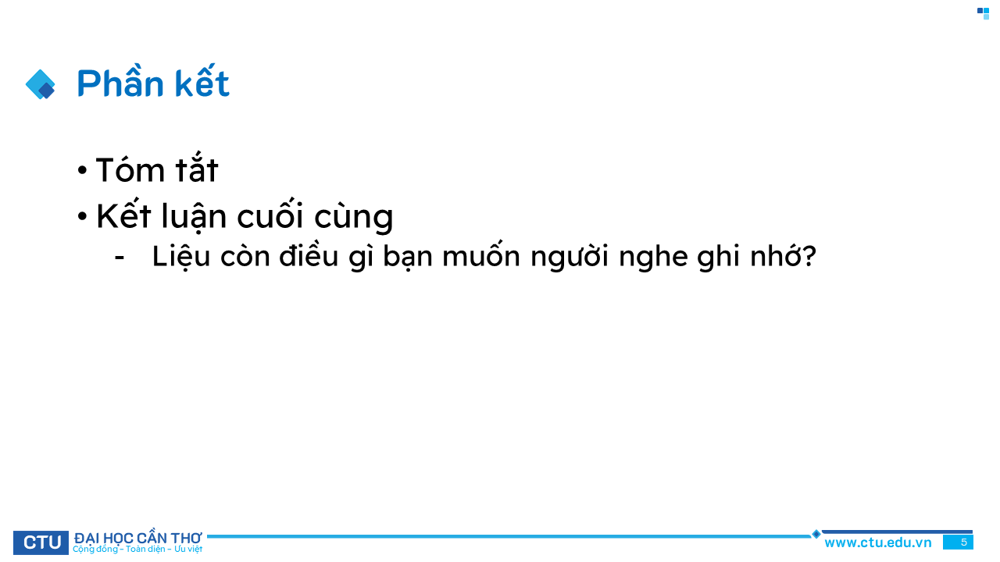 Phần kết
• Tóm tắt
• Kết luận cuối cùng
- Liệu còn điều gì bạn muốn người nghe ghi nhớ?
CTU
ĐẠI HỌC CẦN THƠ
Cộng đồng – Toàn diện – Ưu việt
www.ctu.edu.vn
5